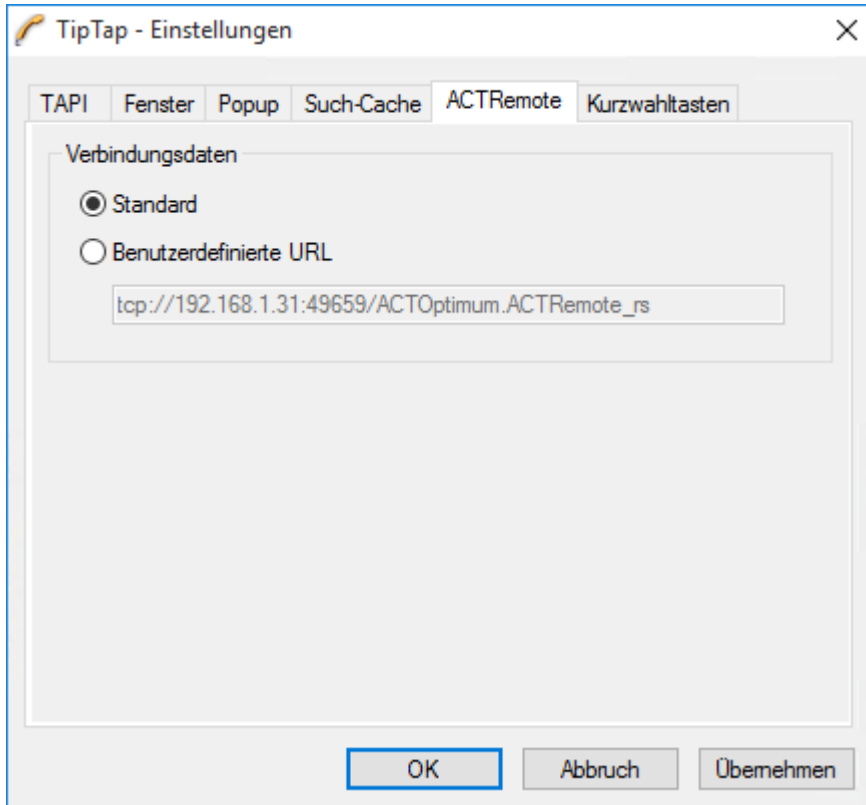 TipTap - Einstellungen
TAPI Fenster Popup Such-Cache ACTRemote Kurzwahltasten
Verbindungsdaten
Standard
Benutzerdefinierte URL
tcp://192.168.1.31:49659/ACTOptimum.ACTRemote_rs
OK Abbruch Übernehmen